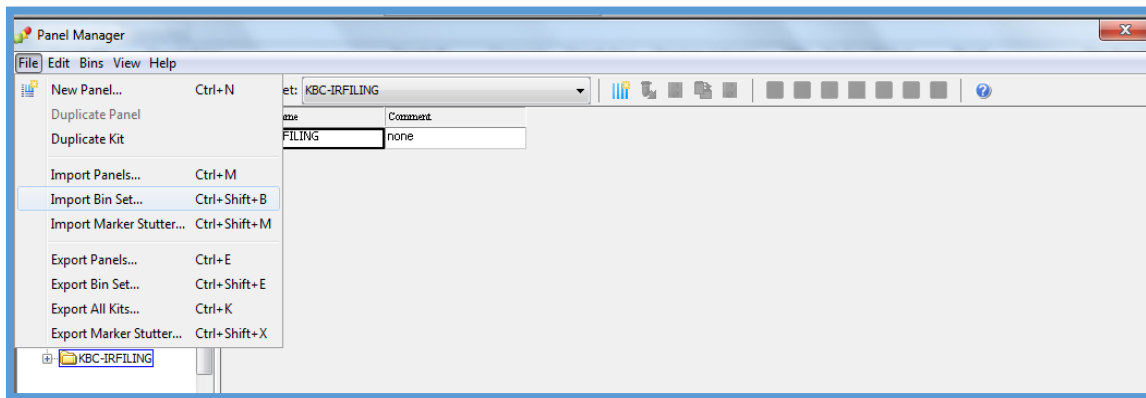 Panel Manager
x
File Edit Bins View Help
New Panel... Ctrl+N
et: KBC-IRFILING
Duplicate Panel
ame Comment
Duplicate Kit
FILING none
Import Panels... Ctrl+M
Import Bin Set... Ctrl+Shift+B
Import Marker Stutter... Ctrl+Shift+M
Export Panels... Ctrl+E
Export Bin Set... Ctrl+Shift+E
Export All Kits... Ctrl+K
Export Marker Stutter... Ctrl+Shift+X
KBC-IRFILING